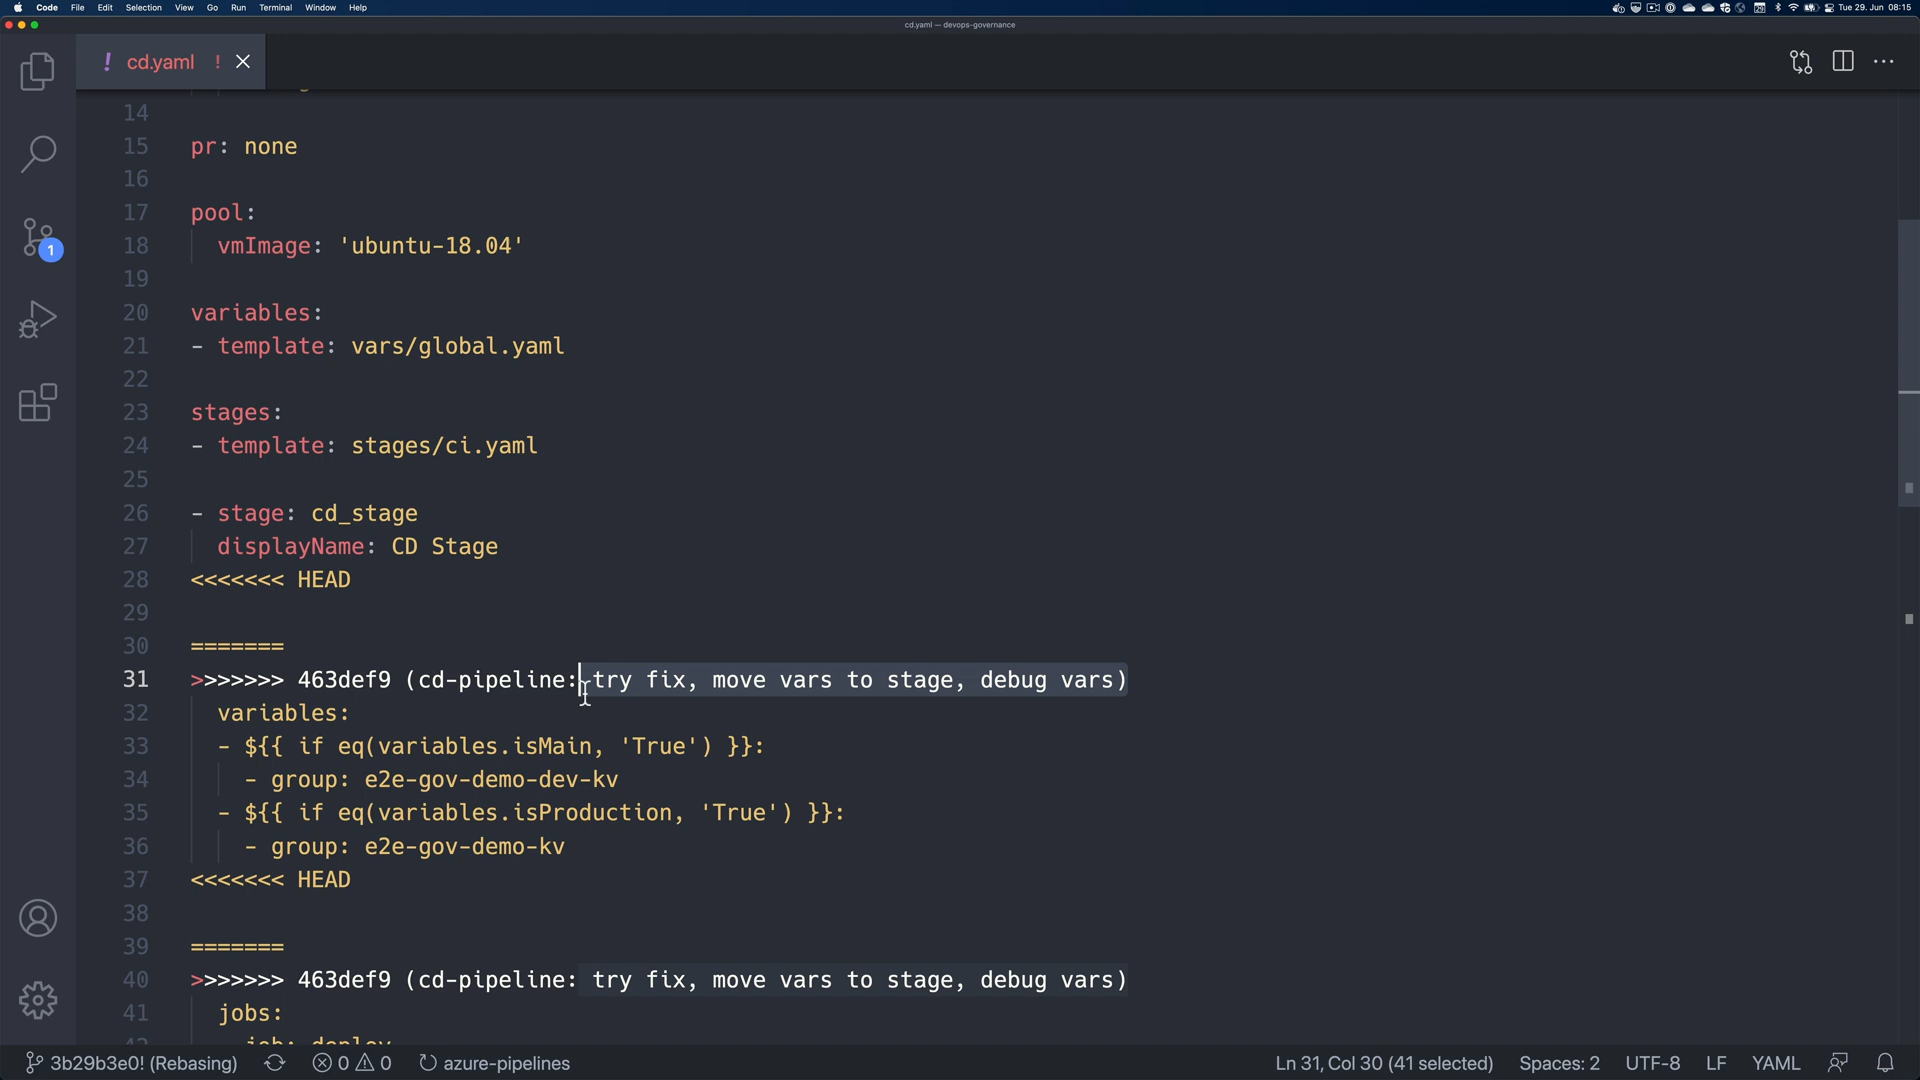 Code File Edit Selection View Go Run Terminal Window Help
Tue 29. Jun 08:15
cd.yaml — devops-governance
! cd.yaml !
14
15 pr: none
16
17 pool:
18 vmImage: 'ubuntu-18.04'
19
20 variables:
21 - template: vars/global.yaml
22
23 stages:
24 - template: stages/ci.yaml
25
26 - stage: cd_stage
27 displayName: CD Stage
28 <<<<<<< HEAD
29
30 =======
31 >>>>>>> 463def9 (cd-pipeline: try fix, move vars to stage, debug vars)
32 variables:
33 - ${{ if eq(variables.isMain, 'True') }}:
34 - group: e2e-gov-demo-dev-kv
35 - ${{ if eq(variables.isProduction, 'True') }}:
36 - group: e2e-gov-demo-kv
37 <<<<<<< HEAD
38
39 =======
40 >>>>>>> 463def9 (cd-pipeline: try fix, move vars to stage, debug vars)
41 jobs:
1
3b29b3e0! (Rebasing) 0 0 azure-pipelines Ln 31, Col 30 (41 selected) Spaces: 2 UTF-8 LF YAML